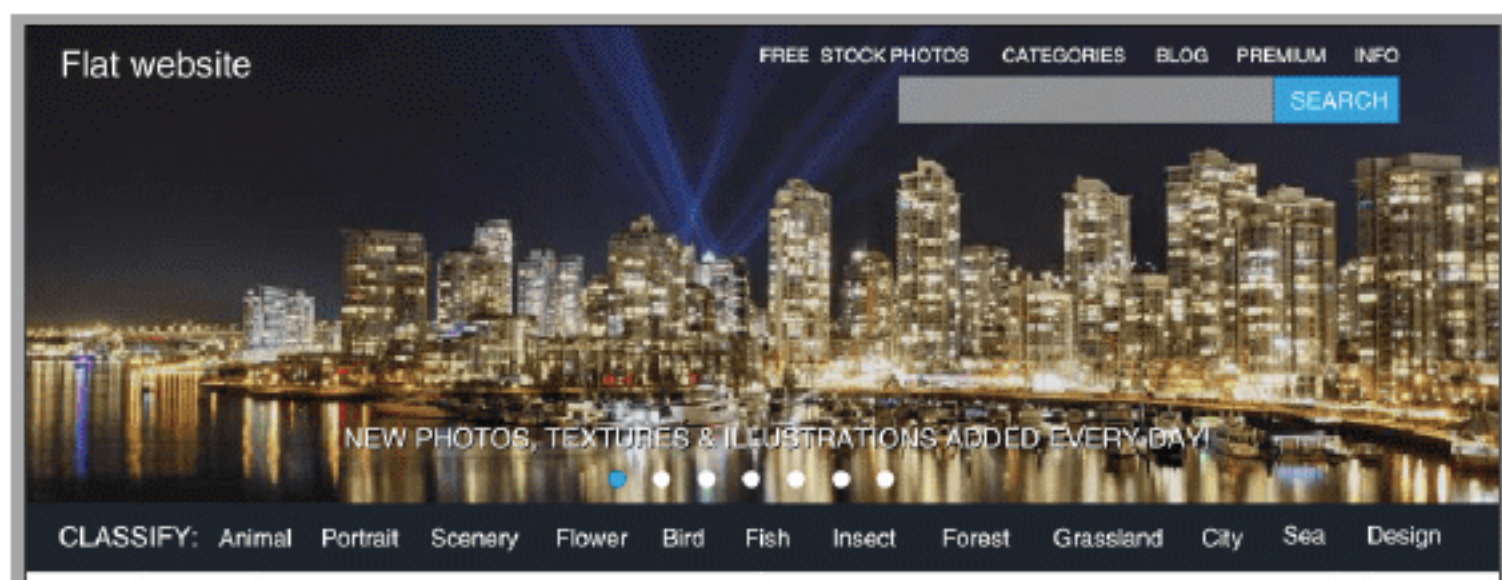 Flat website
FREE STOCK PHOTOS CATEGORIES BLOG PREMIUM INFO
SEARCH
NEW PHOTOS, TEXTURES & ILLUSTRATIONS ADDED EVERY DAY!
CLASSIFY: Animal Portrait Scenery Flower Bird Fish Insect Forest Grassland City Sea Design